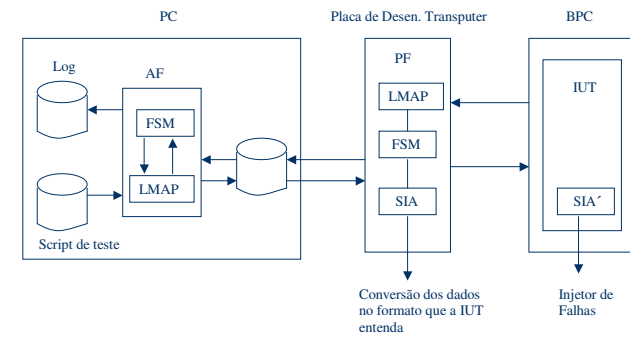 PC
Placa de Desen. Transputer
BPC
Log
AF
PF
IUT
LMAP
FSM
FSM
LMAP
SIA
SIA´
Script de teste
Conversão dos dados
no formato que a IUT
entenda
Injetor de
Falhas